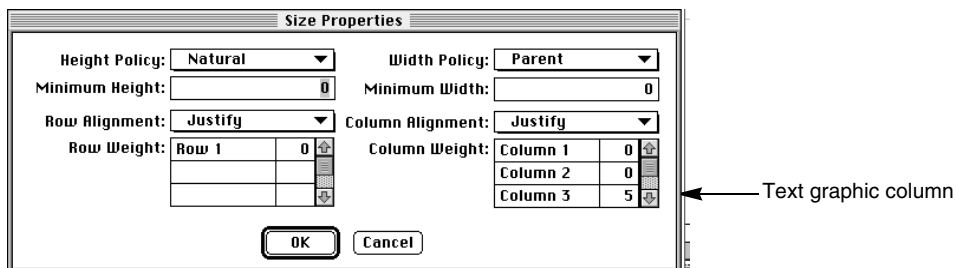 Size Properties
Height Policy: Natural
Width Policy: Parent
Minimum Height: 0
Minimum Width: 0
Row Alignment: Justify
Column Alignment: Justify
Row Weight: Row 1 0
Column Weight: Column 1 0
Column 2 0
Column 3 5
Text graphic column
OK Cancel